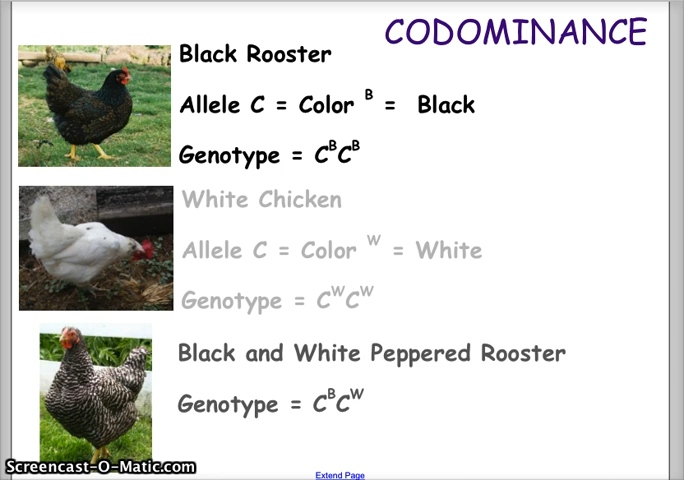 CODOMINANCE
Black Rooster
Allele C = Color ᴮ = Black
Genotype = CᴮCᴮ
White Chicken
Allele C = Color ᵂ = White
Genotype = CᵂCᵂ
Black and White Peppered Rooster
Genotype = CᴮCᵂ
Screencast-O-Matic.com
Extend Page